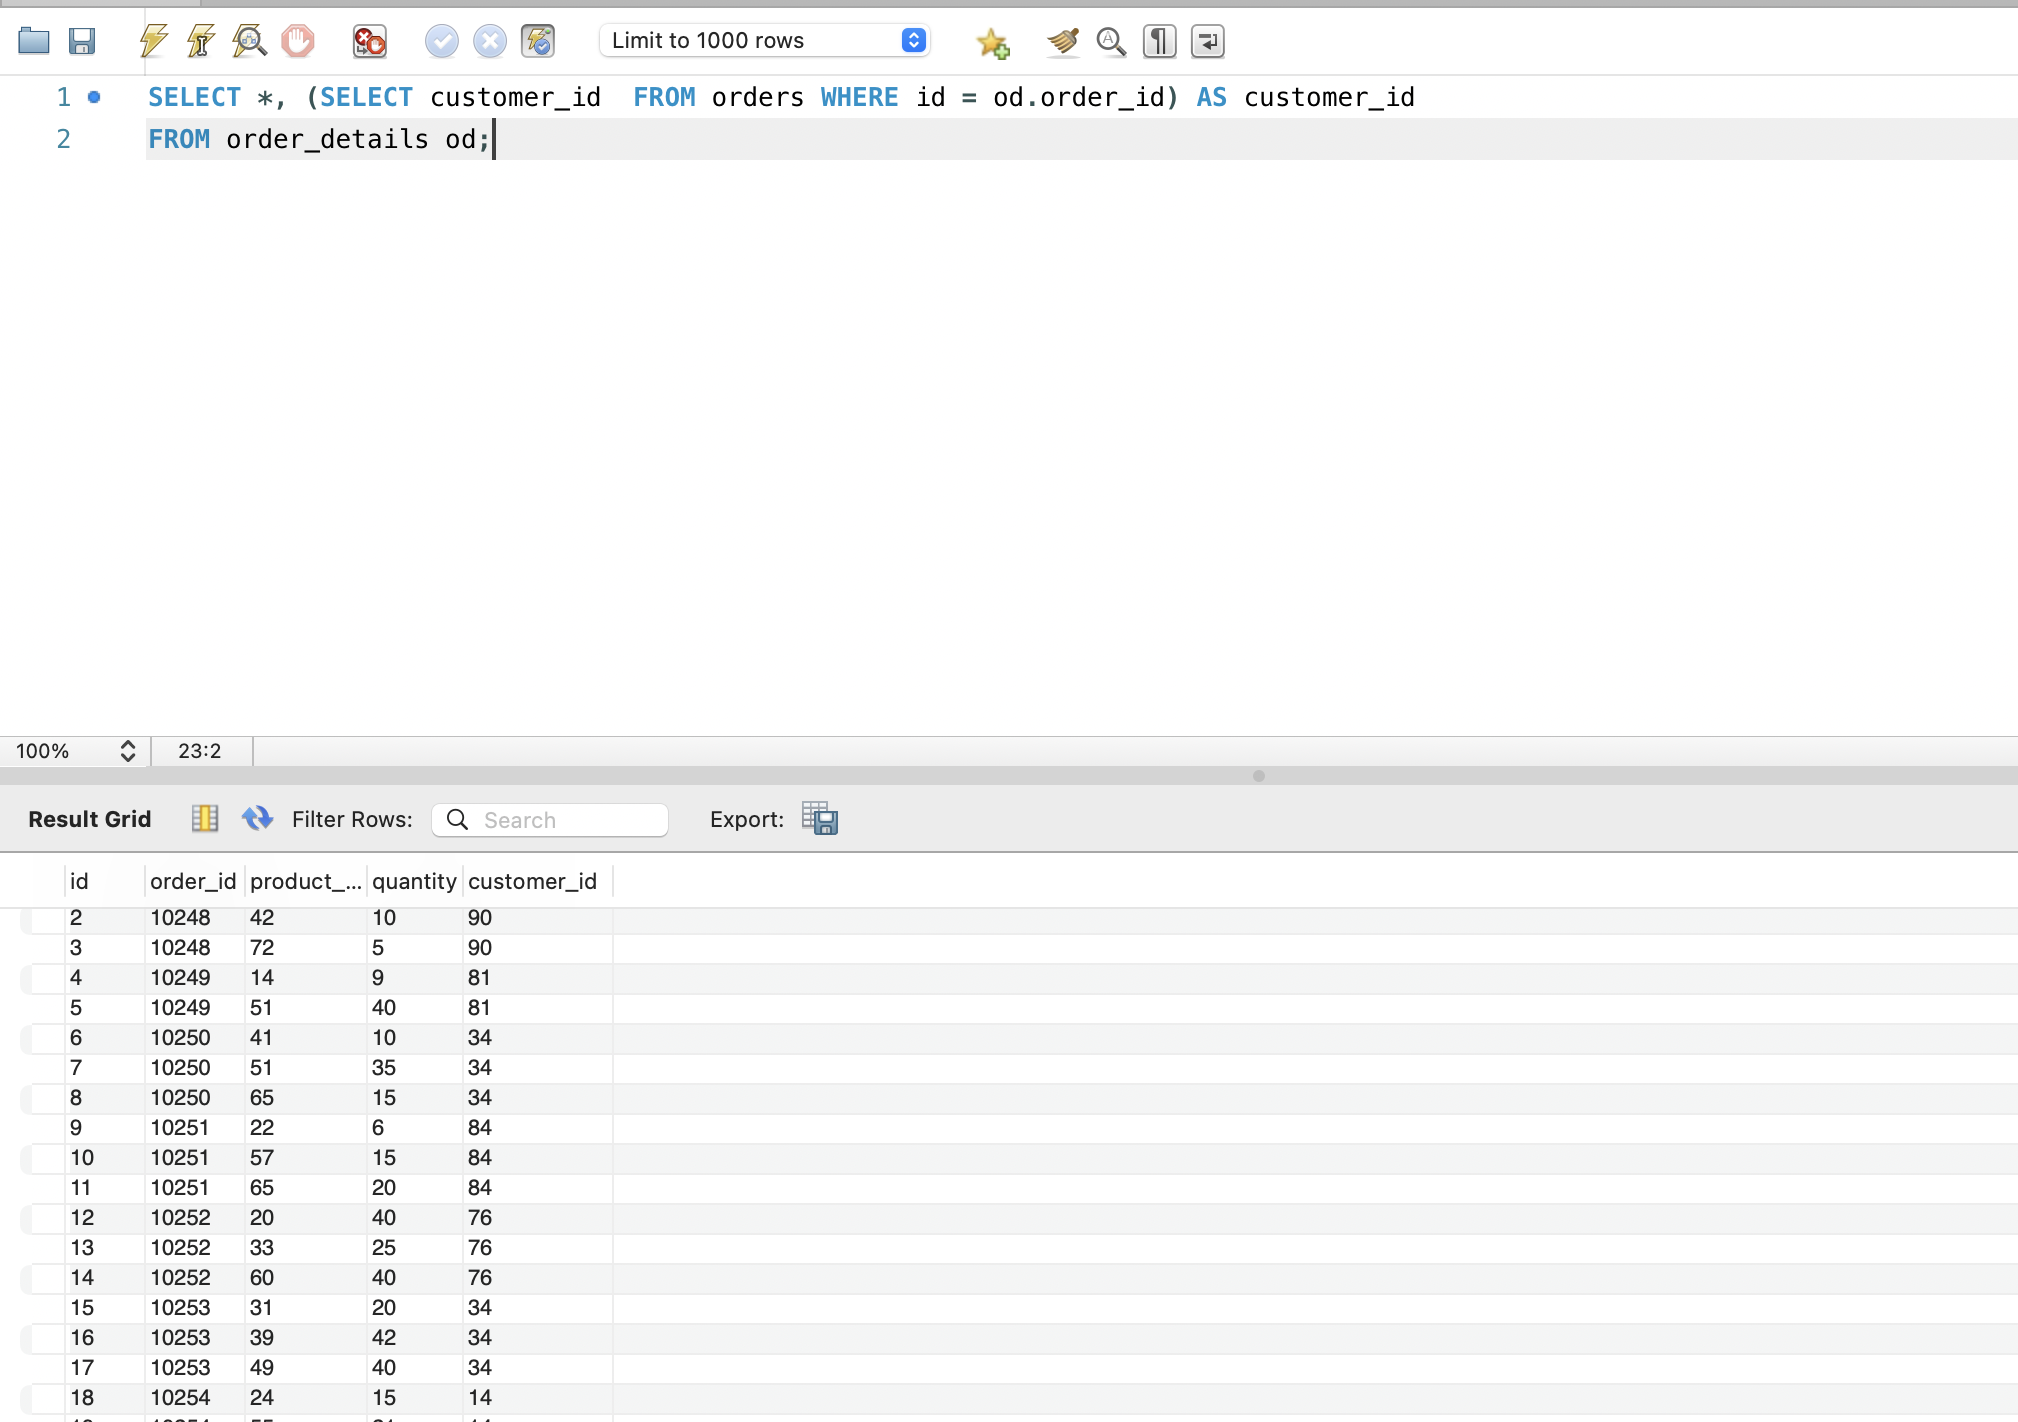 Limit to 1000 rows
1 SELECT *, (SELECT customer_id  FROM orders WHERE id = od.order_id) AS customer_id
2 FROM order_details od;
100% 23:2
Result Grid Filter Rows: Search Export:
id order_id product_... quantity customer_id
2 10248 42 10 90
3 10248 72 5 90
4 10249 14 9 81
5 10249 51 40 81
6 10250 41 10 34
7 10250 51 35 34
8 10250 65 15 34
9 10251 22 6 84
10 10251 57 15 84
11 10251 65 20 84
12 10252 20 40 76
13 10252 33 25 76
14 10252 60 40 76
15 10253 31 20 34
16 10253 39 42 34
17 10253 49 40 34
18 10254 24 15 14